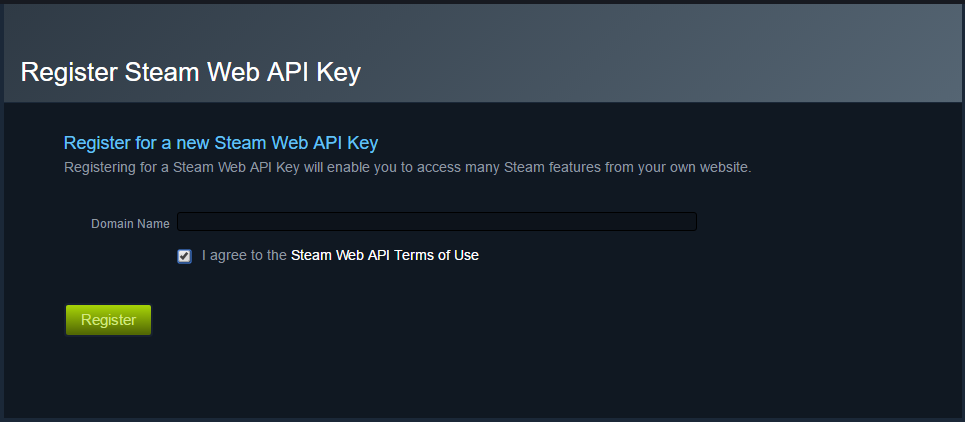 Register Steam Web API Key
Register for a new Steam Web API Key
Registering for a Steam Web API Key will enable you to access many Steam features from your own website.
Domain Name
I agree to the Steam Web API Terms of Use
Register